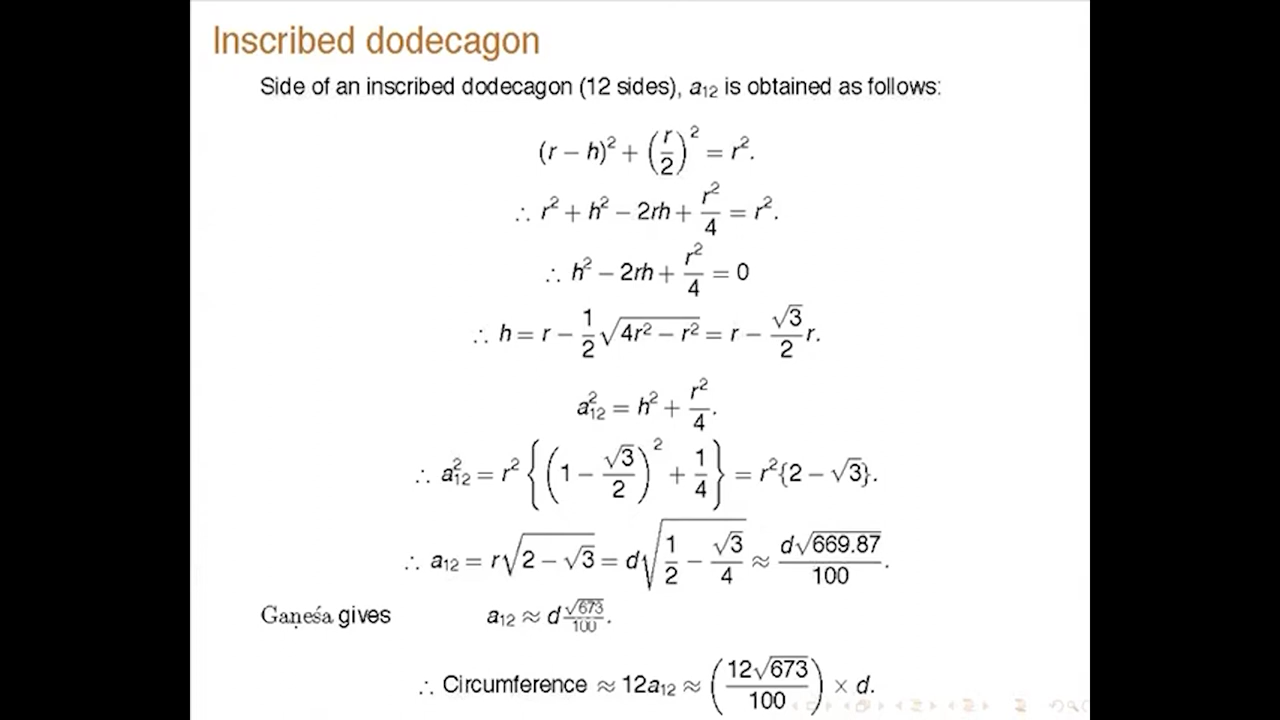 Inscribed dodecagon
Side of an inscribed dodecagon (12 sides), a₁₂ is obtained as follows:
(r − h)² + (r/2)² = r².
∴ r² + h² − 2rh + r²/4 = r².
∴ h² − 2rh + r²/4 = 0
∴ h = r − 1/2 √(4r² − r²) = r − √3/2 r.
a₁₂² = h² + r²/4.
∴ a₁₂² = r² { (1 − √3/2)² + 1/4 } = r²{2 − √3}.
∴ a₁₂ = r√(2 − √3) = d√(1/2 − √3/4) ≈ d√669.87/100.
Gaṇeśa gives a₁₂ ≈ d √673/100.
∴ Circumference ≈ 12a₁₂ ≈ (12√673/100) × d.